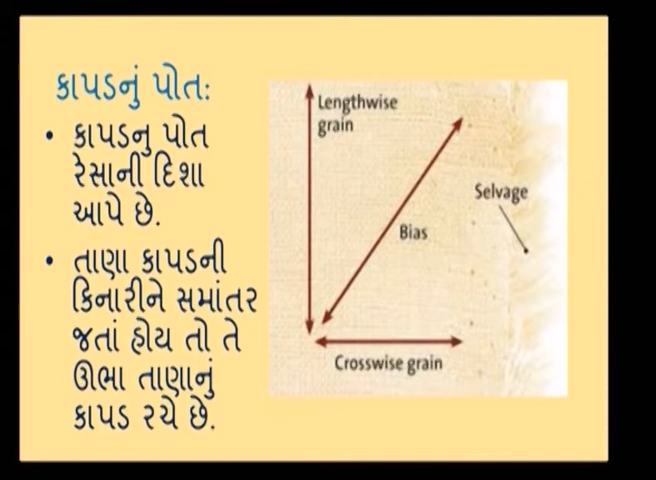 કાપડનું પોત:
• કાપડનુ પોત
રેસાની દિશા
આપે છે.
• તાણા કાપડની
કિનારીને સમાંતર
જતાં હોય તો તે
ઊભા તાણાનું
કાપડ રચે છે.
Lengthwise
grain
Selvage
Bias
Crosswise grain